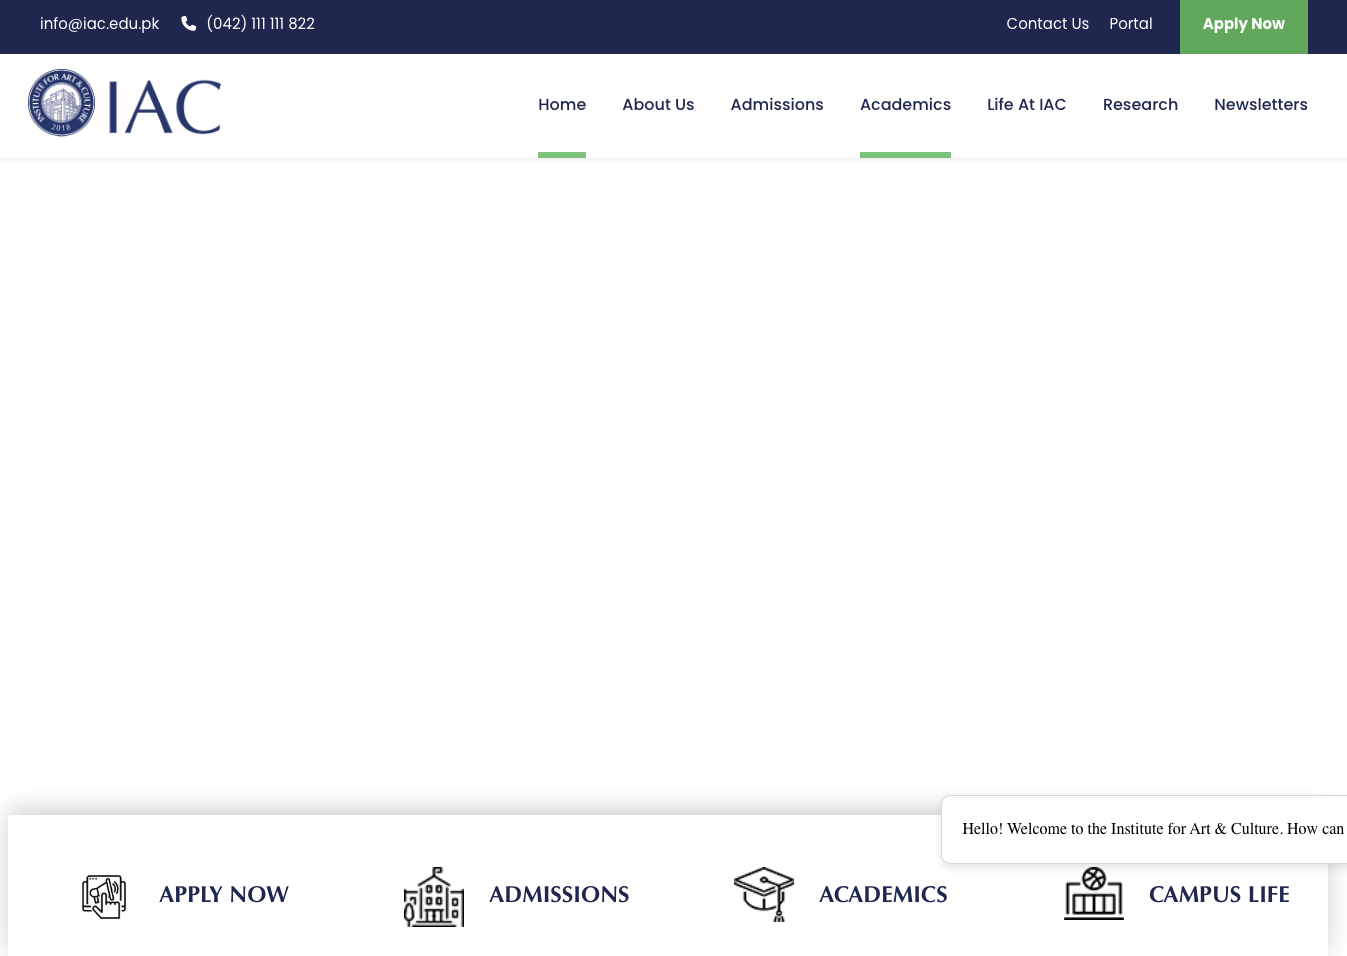 info@iac.edu.pk (042) 111 111 822 Contact Us Portal Apply Now
INSTITUTE FOR ART & CULTURE 2018 IAC
Home About Us Admissions Academics Life At IAC Research Newsletters
Hello! Welcome to the Institute for Art & Culture. How can
APPLY NOW ADMISSIONS ACADEMICS CAMPUS LIFE